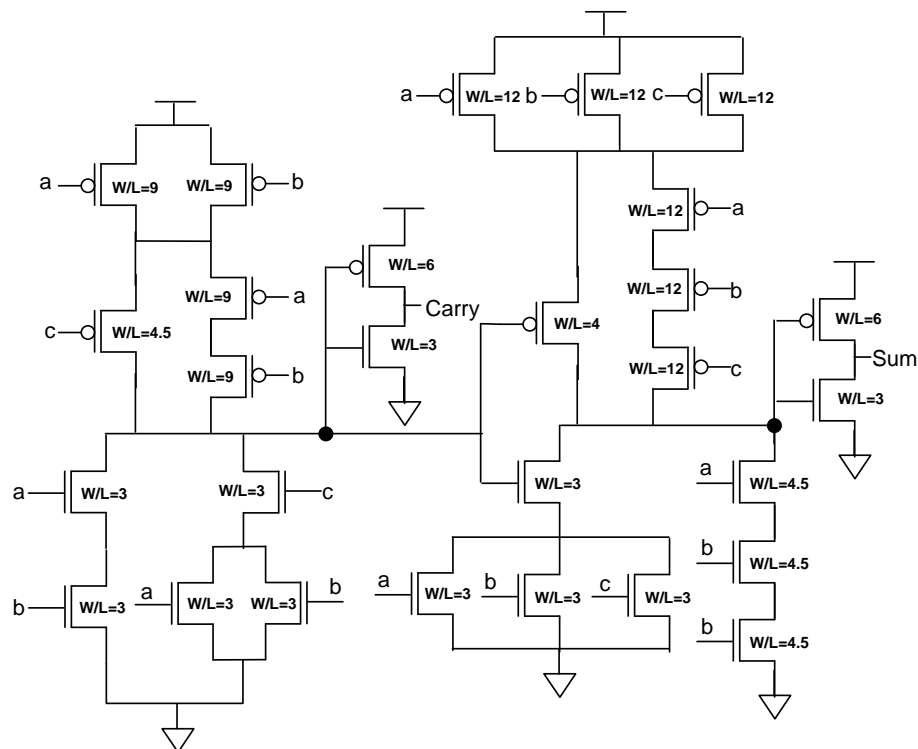 a W/L=12 b W/L=12 c W/L=12
a W/L=9 W/L=9 b
W/L=12 a
W/L=9 a
W/L=6
W/L=12 b
W/L=6
c W/L=4.5
Carry
W/L=3
W/L=4
Sum
W/L=9 b
W/L=12 c
W/L=3
a W/L=3 W/L=3 c
W/L=3
a W/L=4.5
b W/L=3 a W/L=3 W/L=3 b
a W/L=3 b W/L=3 c W/L=3
b W/L=4.5
b W/L=4.5